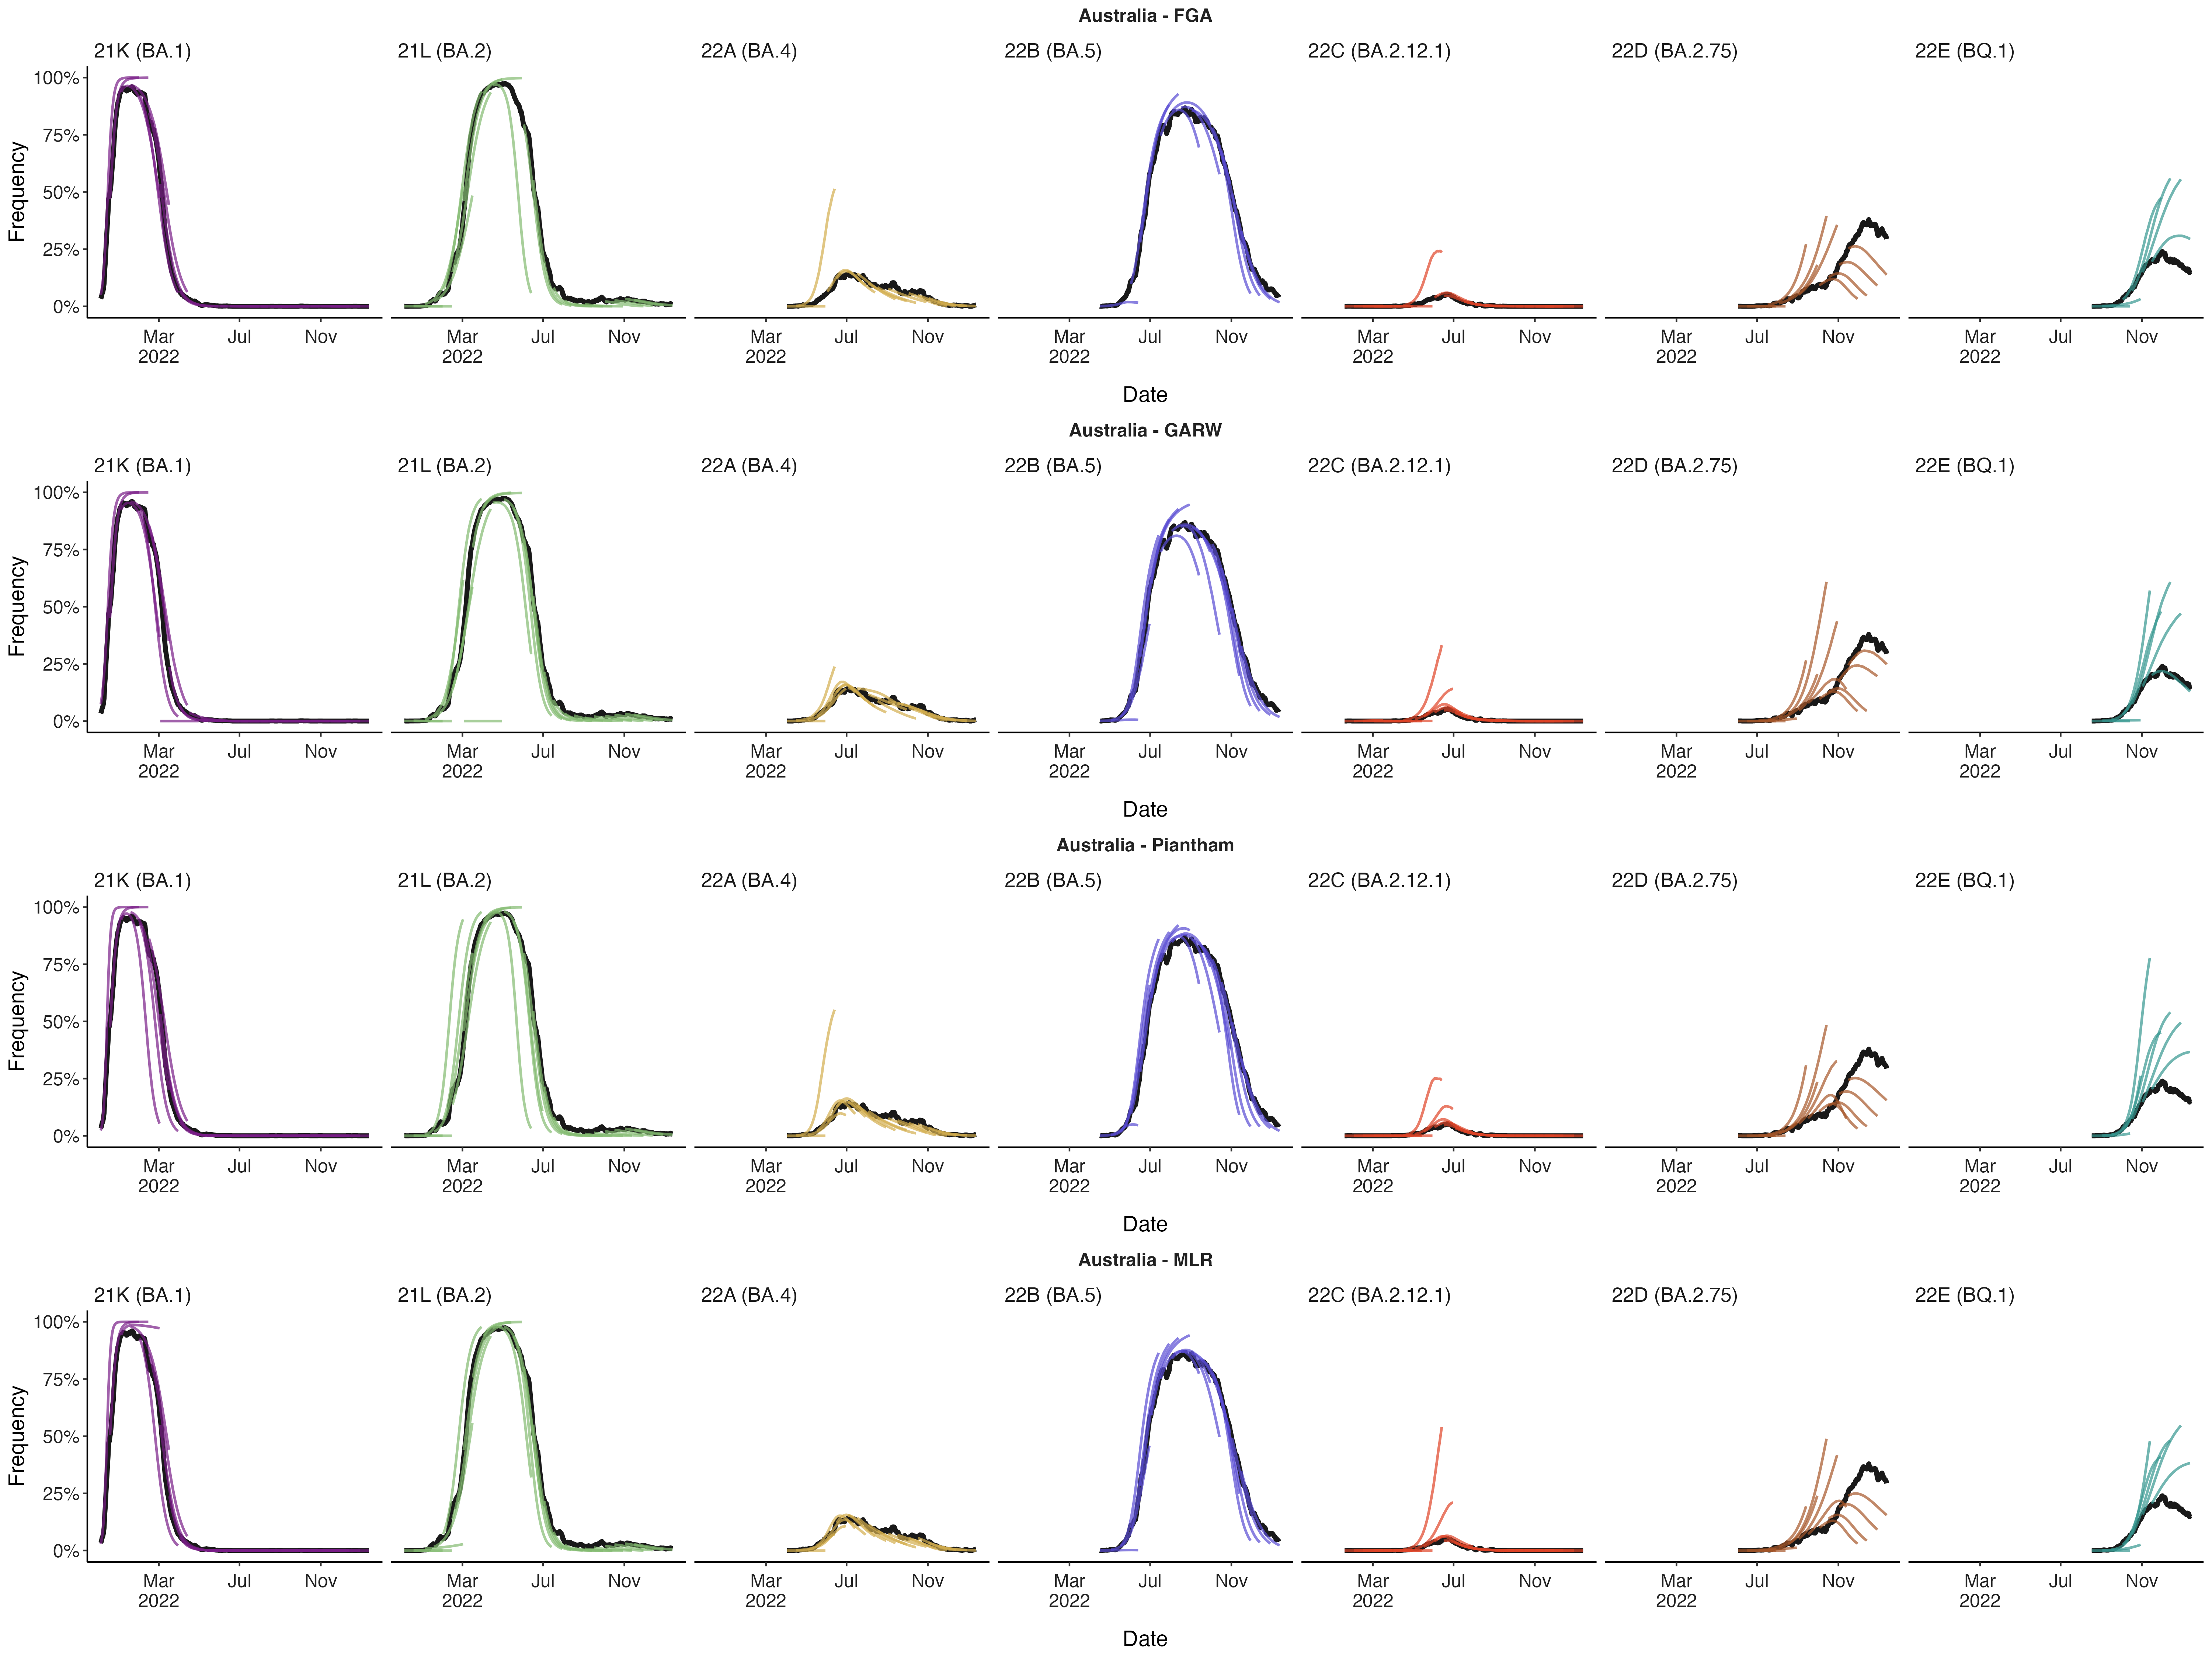 Australia - FGA
21K (BA.1) 21L (BA.2) 22A (BA.4) 22B (BA.5) 22C (BA.2.12.1) 22D (BA.2.75) 22E (BQ.1)
100%
75%
50%
25%
0%
Frequency
Mar Jul Nov Mar Jul Nov Mar Jul Nov Mar Jul Nov Mar Jul Nov Mar Jul Nov Mar Jul Nov
2022 2022 2022 2022 2022 2022 2022
Date
Australia - GARW
21K (BA.1) 21L (BA.2) 22A (BA.4) 22B (BA.5) 22C (BA.2.12.1) 22D (BA.2.75) 22E (BQ.1)
100%
75%
50%
25%
0%
Frequency
Mar Jul Nov Mar Jul Nov Mar Jul Nov Mar Jul Nov Mar Jul Nov Mar Jul Nov Mar Jul Nov
2022 2022 2022 2022 2022 2022 2022
Date
Australia - Piantham
21K (BA.1) 21L (BA.2) 22A (BA.4) 22B (BA.5) 22C (BA.2.12.1) 22D (BA.2.75) 22E (BQ.1)
100%
75%
50%
25%
0%
Frequency
Mar Jul Nov Mar Jul Nov Mar Jul Nov Mar Jul Nov Mar Jul Nov Mar Jul Nov Mar Jul Nov
2022 2022 2022 2022 2022 2022 2022
Date
Australia - MLR
21K (BA.1) 21L (BA.2) 22A (BA.4) 22B (BA.5) 22C (BA.2.12.1) 22D (BA.2.75) 22E (BQ.1)
100%
75%
50%
25%
0%
Frequency
Mar Jul Nov Mar Jul Nov Mar Jul Nov Mar Jul Nov Mar Jul Nov Mar Jul Nov Mar Jul Nov
2022 2022 2022 2022 2022 2022 2022
Date